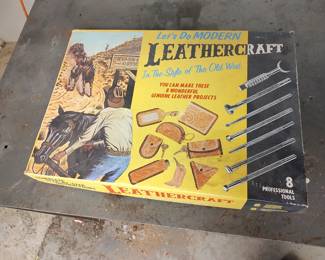 Let's Do MODERN
LEATHERCRAFT
In The Style of The Old West
YOU CAN MAKE THESE
8 WONDERFUL
GENUINE LEATHER PROJECTS
8
PROFESSIONAL
TOOLS
LEATHERCRAFT